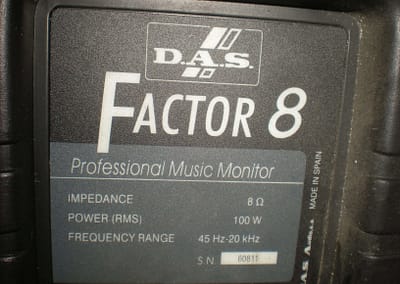 D.A.S.
FACTOR 8
Professional Music Monitor
IMPEDANCE 8 Ω
POWER (RMS) 100 W
FREQUENCY RANGE 45 Hz-20 kHz
S.N. 60811
MADE IN SPAIN